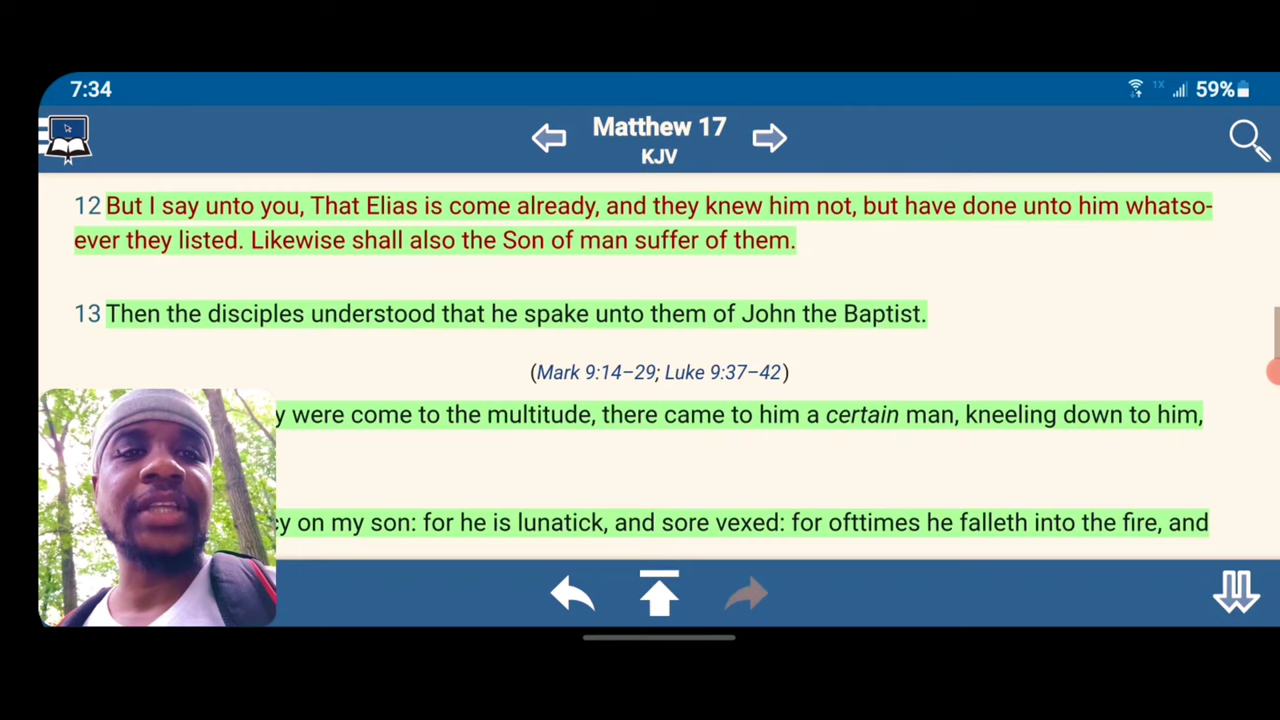 7:34
1X
59%
Matthew 17
KJV
12 But I say unto you, That Elias is come already, and they knew him not, but have done unto him whatso-
ever they listed. Likewise shall also the Son of man suffer of them.
13 Then the disciples understood that he spake unto them of John the Baptist.
(Mark 9:14–29; Luke 9:37–42)
were come to the multitude, there came to him a certain man, kneeling down to him,
on my son: for he is lunatick, and sore vexed: for ofttimes he falleth into the fire, and